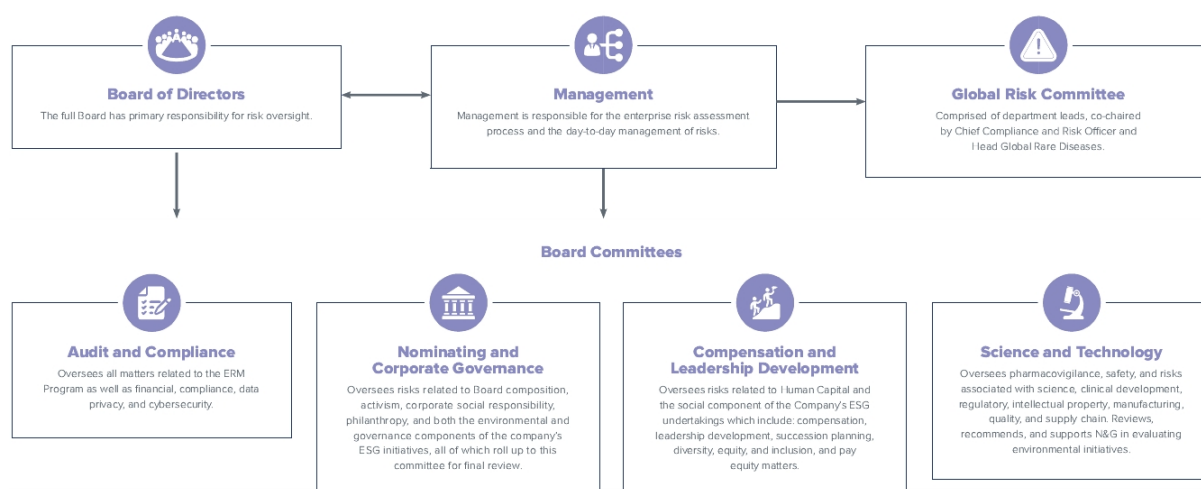 Board of Directors
The full Board has primary responsibility for risk oversight.
Management
Management is responsible for the enterprise risk assessment
process and the day-to-day management of risks.
Global Risk Committee
Comprised of department leads, co-chaired
by Chief Compliance and Risk Officer and
Head Global Rare Diseases.
Board Committees
Audit and Compliance
Oversees all matters related to the ERM
Program as well as financial, compliance, data
privacy, and cybersecurity.
Nominating and
Corporate Governance
Oversees risks related to Board composition,
activism, corporate social responsibility,
philanthropy, and both the environmental and
governance components of the company's
ESG initiatives, all of which roll up to this
committee for final review.
Compensation and
Leadership Development
Oversees risks related to Human Capital and
the social component of the Company's ESG
undertakings which include: compensation,
leadership development, succession planning,
diversity, equity, and inclusion, and pay
equity matters.
Science and Technology
Oversees pharmacovigilance, safety, and risks
associated with science, clinical development,
regulatory, intellectual property, manufacturing,
quality, and supply chain. Reviews,
recommends, and supports N&G in evaluating
environmental initiatives.